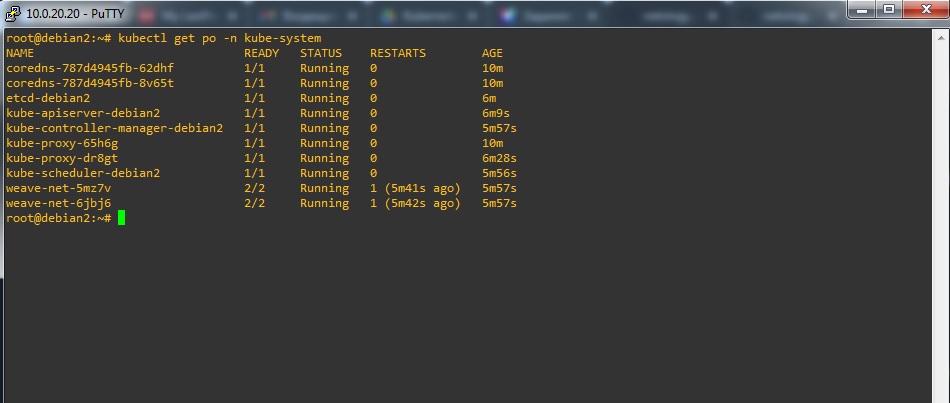 10.0.20.20 - PuTTY
root@debian2:~# kubectl get po -n kube-system
NAME READY STATUS RESTARTS AGE
coredns-787d4945fb-62dhf 1/1 Running 0 10m
coredns-787d4945fb-8v65t 1/1 Running 0 10m
etcd-debian2 1/1 Running 0 6m
kube-apiserver-debian2 1/1 Running 0 6m9s
kube-controller-manager-debian2 1/1 Running 0 5m57s
kube-proxy-65h6g 1/1 Running 0 10m
kube-proxy-dr8gt 1/1 Running 0 6m28s
kube-scheduler-debian2 1/1 Running 0 5m56s
weave-net-5mz7v 2/2 Running 1 (5m41s ago) 5m57s
weave-net-6jbj6 2/2 Running 1 (5m42s ago) 5m57s
root@debian2:~#